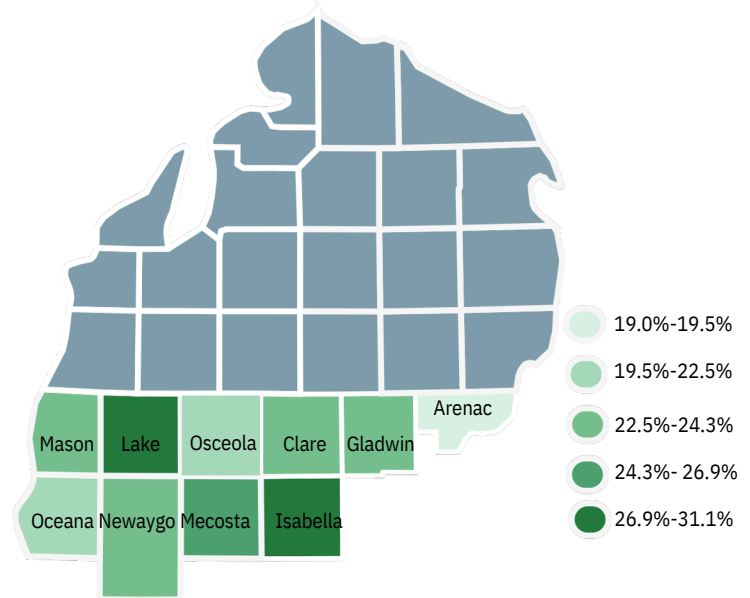 19.0%-19.5%
19.5%-22.5%
Arenac
22.5%-24.3%
Mason Lake Osceola Clare Gladwin
24.3%- 26.9%
Oceana Newaygo Mecosta Isabella
26.9%-31.1%